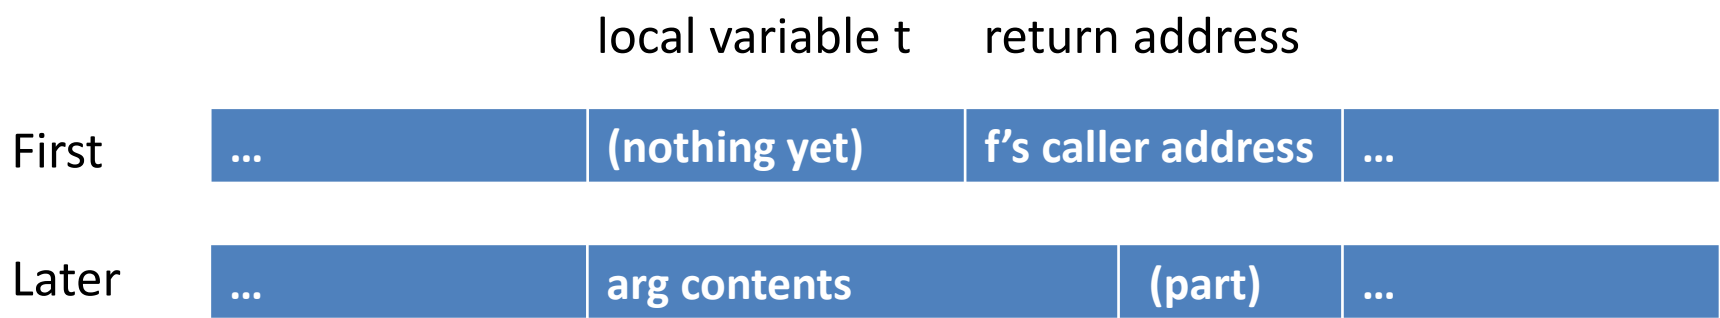 local variable t return address
First … (nothing yet) f’s caller address …
Later … arg contents (part) …